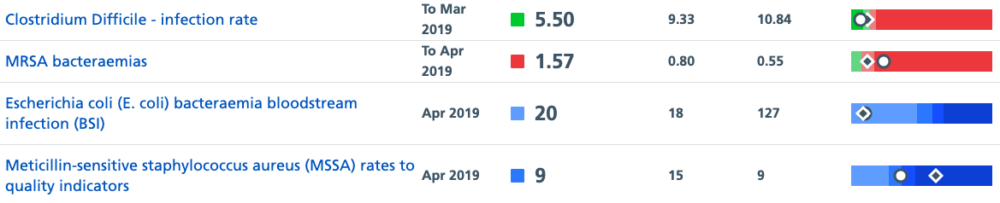 Clostridium Difficile - infection rate To Mar 2019 5.50 9.33 10.84
MRSA bacteraemias To Apr 2019 1.57 0.80 0.55
Escherichia coli (E. coli) bacteraemia bloodstream
infection (BSI) Apr 2019 20 18 127
Meticillin-sensitive staphylococcus aureus (MSSA) rates to
quality indicators Apr 2019 9 15 9